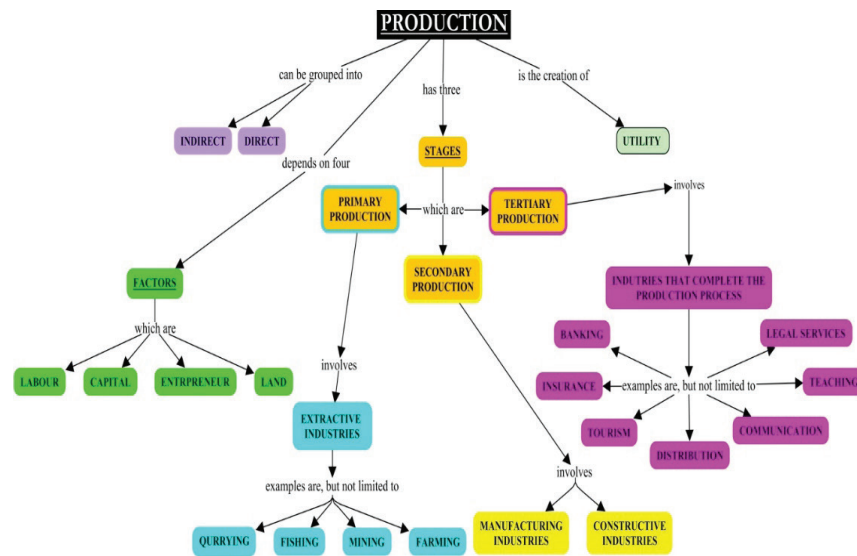 PRODUCTION
can be grouped into
is the creation of
has three
INDIRECT
DIRECT
UTILITY
STAGES
depends on four
involves
PRIMARY
PRODUCTION
which are
TERTIARY
PRODUCTION
SECONDARY
PRODUCTION
FACTORS
INDUTRIES THAT COMPLETE THE
PRODUCTION PROCESS
which are
BANKING
LEGAL SERVICES
LABOUR
CAPITAL
ENTRPRENEUR
LAND
involves
INSURANCE
examples are, but not limited to
TEACHING
EXTRACTIVE
INDUSTRIES
TOURISM
COMMUNICATION
DISTRIBUTION
involves
examples are, but not limited to
QURRYING
FISHING
MINING
FARMING
MANUFACTURING
INDUSTRIES
CONSTRUCTIVE
INDUSTRIES